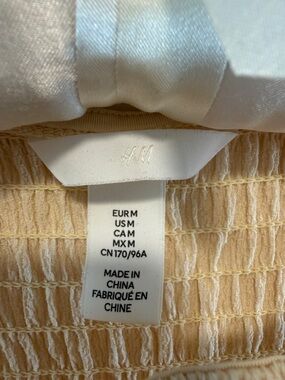 H&M
EUR M
US M
CA M
MX M
CN 170/96A
MADE IN
CHINA
FABRIQUÉ EN
CHINE